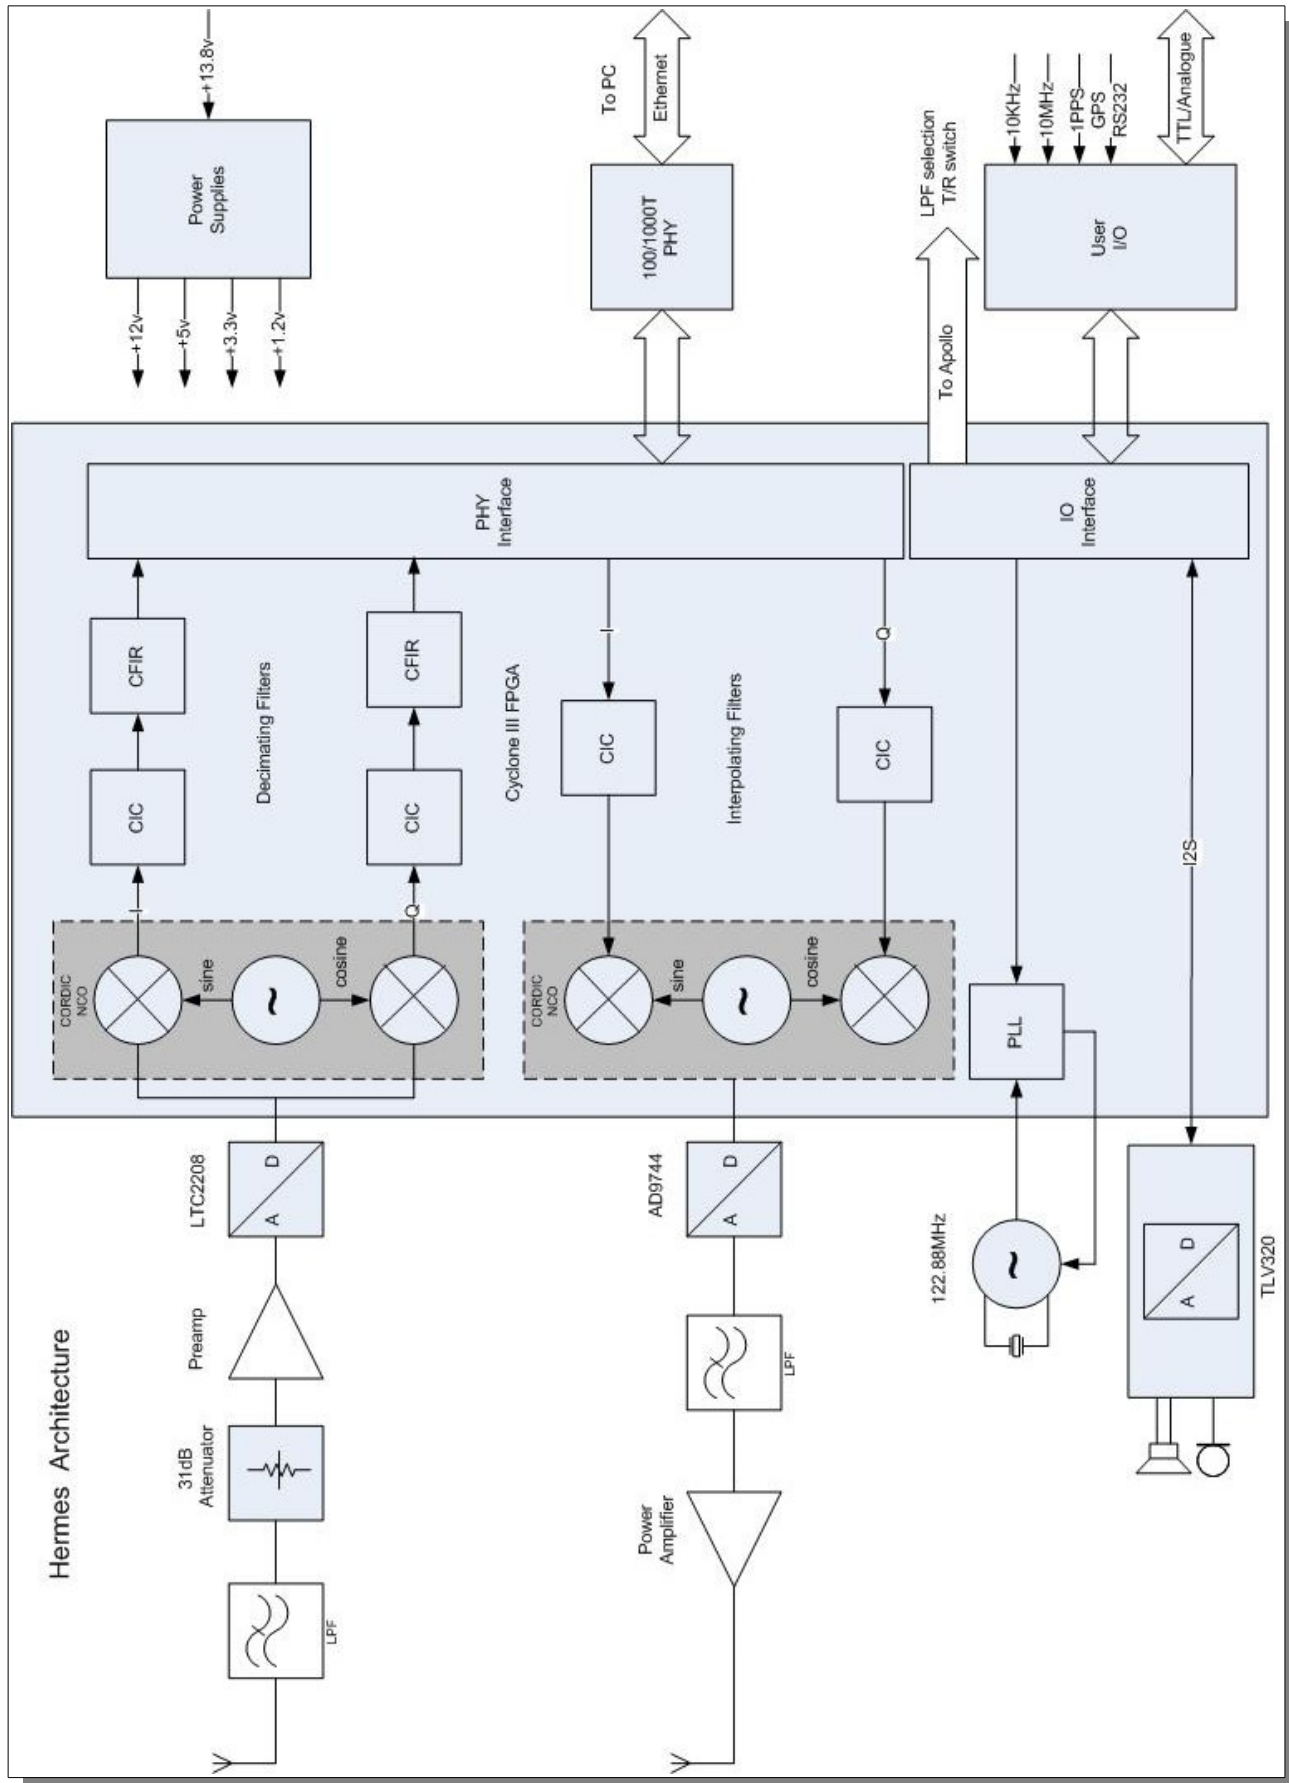 Hermes Architecture
LPF
31dB
Attenuator
Preamp
LTC2208
A
D
CORDIC
NCO
sine
~
cosine
I
Q
CIC
CFIR
CIC
CFIR
Decimating Filters
Cyclone III FPGA
PHY
Interface
Power
Supplies
+13.8v
+12v
+5v
+3.3v
+1.2v
Power
Amplifier
LPF
AD9744
A
D
CORDIC
NCO
sine
~
cosine
CIC
I
CIC
Q
Interpolating Filters
100/1000T
PHY
To PC
Ethernet
122.88MHz
~
PLL
IO
Interface
To Apollo
LPF selection
T/R switch
User
I/O
10KHz
10MHz
1PPS
GPS
RS232
TTL/Analogue
A
D
TLV320
I2S